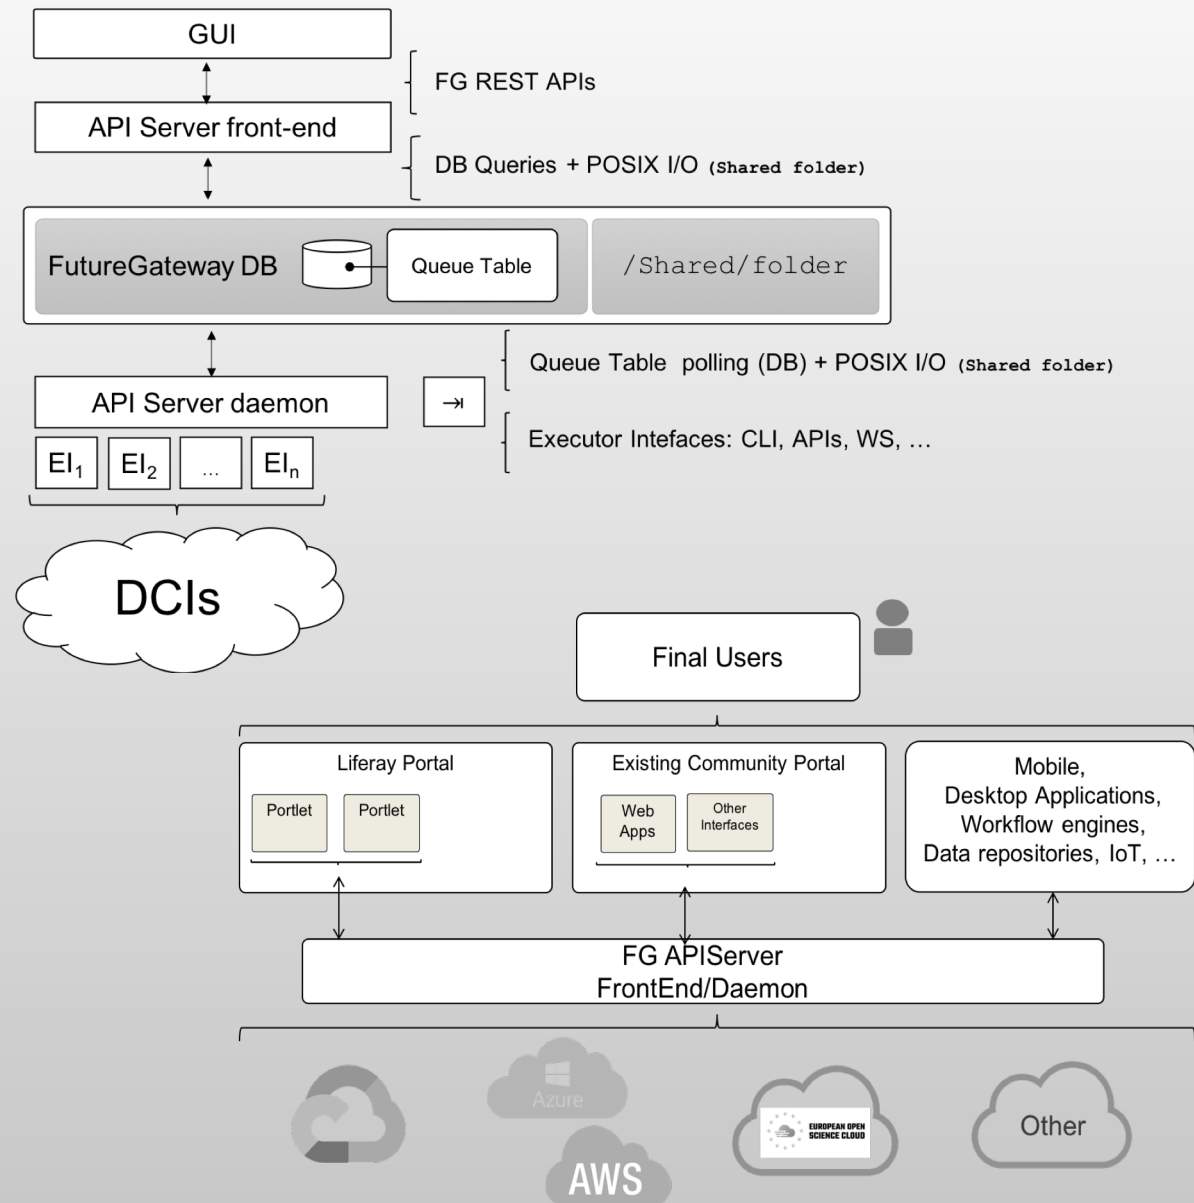 GUI
FG REST APIs
API Server front-end
DB Queries + POSIX I/O (Shared folder)
FutureGateway DB
Queue Table
/Shared/folder
Queue Table polling (DB) + POSIX I/O (Shared folder)
API Server daemon
Executor Intefaces: CLI, APIs, WS, …
EI1
EI2
...
EIn
DCIs
Final Users
Liferay Portal
Portlet
Portlet
Existing Community Portal
Web
Apps
Other
Interfaces
Mobile,
Desktop Applications,
Workflow engines,
Data repositories, IoT, …
FG APIServer
FrontEnd/Daemon
Azure
AWS
EUROPEAN OPEN
SCIENCE CLOUD
Other